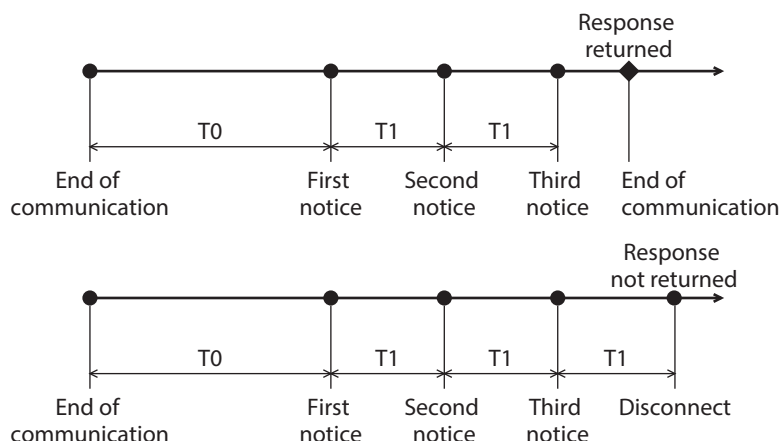 Response
returned
T0 T1 T1
End of
communication
First
notice
Second
notice
Third
notice
End of
communication
Response
not returned
T0 T1 T1 T1
End of
communication
First
notice
Second
notice
Third
notice
Disconnect